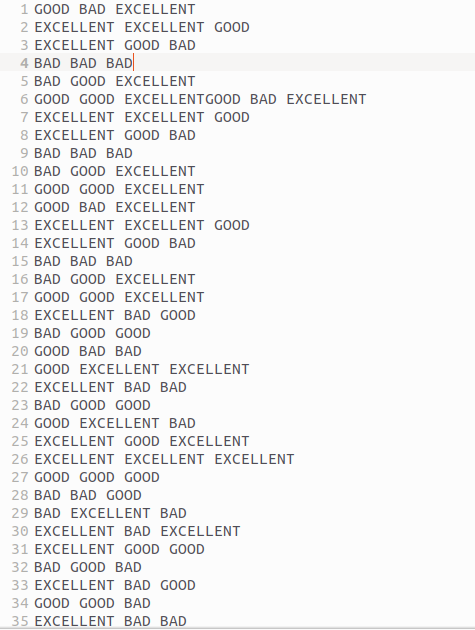 1 GOOD BAD EXCELLENT
2 EXCELLENT EXCELLENT GOOD
3 EXCELLENT GOOD BAD
4 BAD BAD BAD
5 BAD GOOD EXCELLENT
6 GOOD GOOD EXCELLENTGOOD BAD EXCELLENT
7 EXCELLENT EXCELLENT GOOD
8 EXCELLENT GOOD BAD
9 BAD BAD BAD
10 BAD GOOD EXCELLENT
11 GOOD GOOD EXCELLENT
12 GOOD BAD EXCELLENT
13 EXCELLENT EXCELLENT GOOD
14 EXCELLENT GOOD BAD
15 BAD BAD BAD
16 BAD GOOD EXCELLENT
17 GOOD GOOD EXCELLENT
18 EXCELLENT BAD GOOD
19 BAD GOOD GOOD
20 GOOD BAD BAD
21 GOOD EXCELLENT EXCELLENT
22 EXCELLENT BAD BAD
23 BAD GOOD GOOD
24 GOOD EXCELLENT BAD
25 EXCELLENT GOOD EXCELLENT
26 EXCELLENT EXCELLENT EXCELLENT
27 GOOD GOOD GOOD
28 BAD BAD GOOD
29 BAD EXCELLENT BAD
30 EXCELLENT BAD EXCELLENT
31 EXCELLENT GOOD GOOD
32 BAD GOOD BAD
33 EXCELLENT BAD GOOD
34 GOOD GOOD BAD
35 EXCELLENT BAD BAD